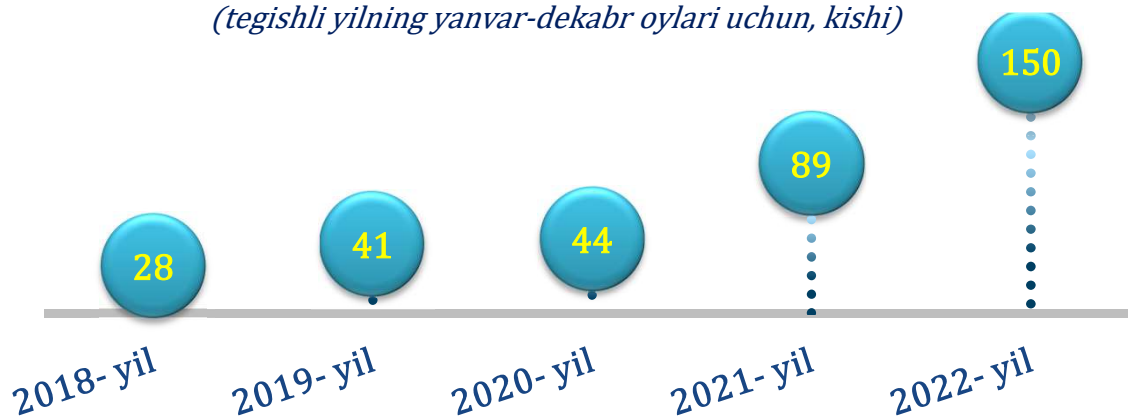 (tegishli yilning yanvar-dekabr oylari uchun, kishi)
150
89
41
44
28
2018- yil
2019- yil
2020- yil
2021- yil
2022- yil